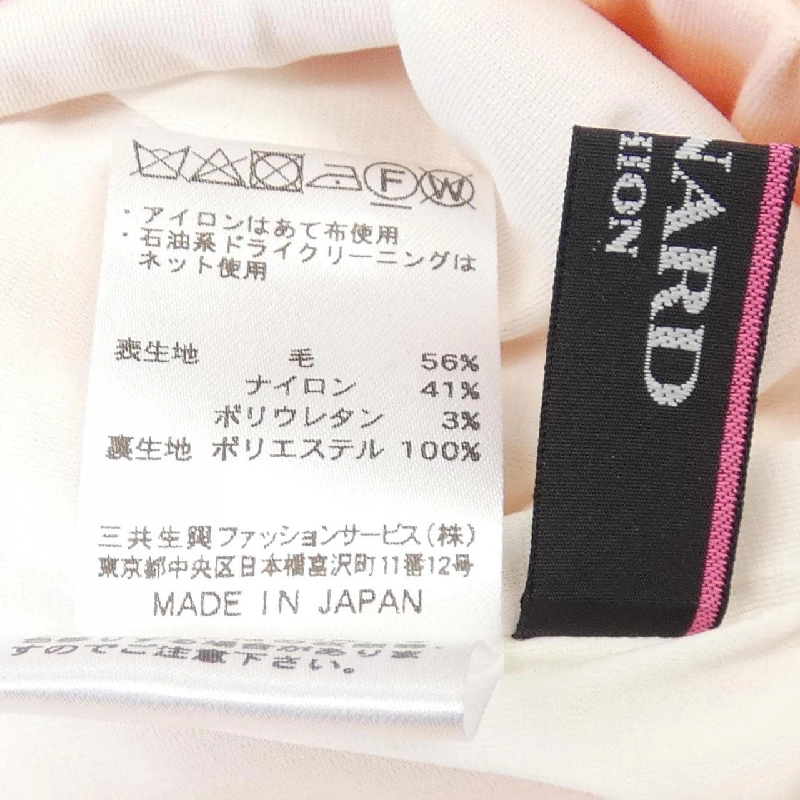 F W
・アイロンはあて布使用
・石油系ドライクリーニングは
ネット使用
表生地 毛 56%
ナイロン 41%
ポリウレタン 3%
裏生地 ポリエステル 100%
三共生興ファッションサービス(株)
東京都中央区日本橋富沢町11番12号
MADE IN JAPAN
すのでご注意下さい。
NARD
HION